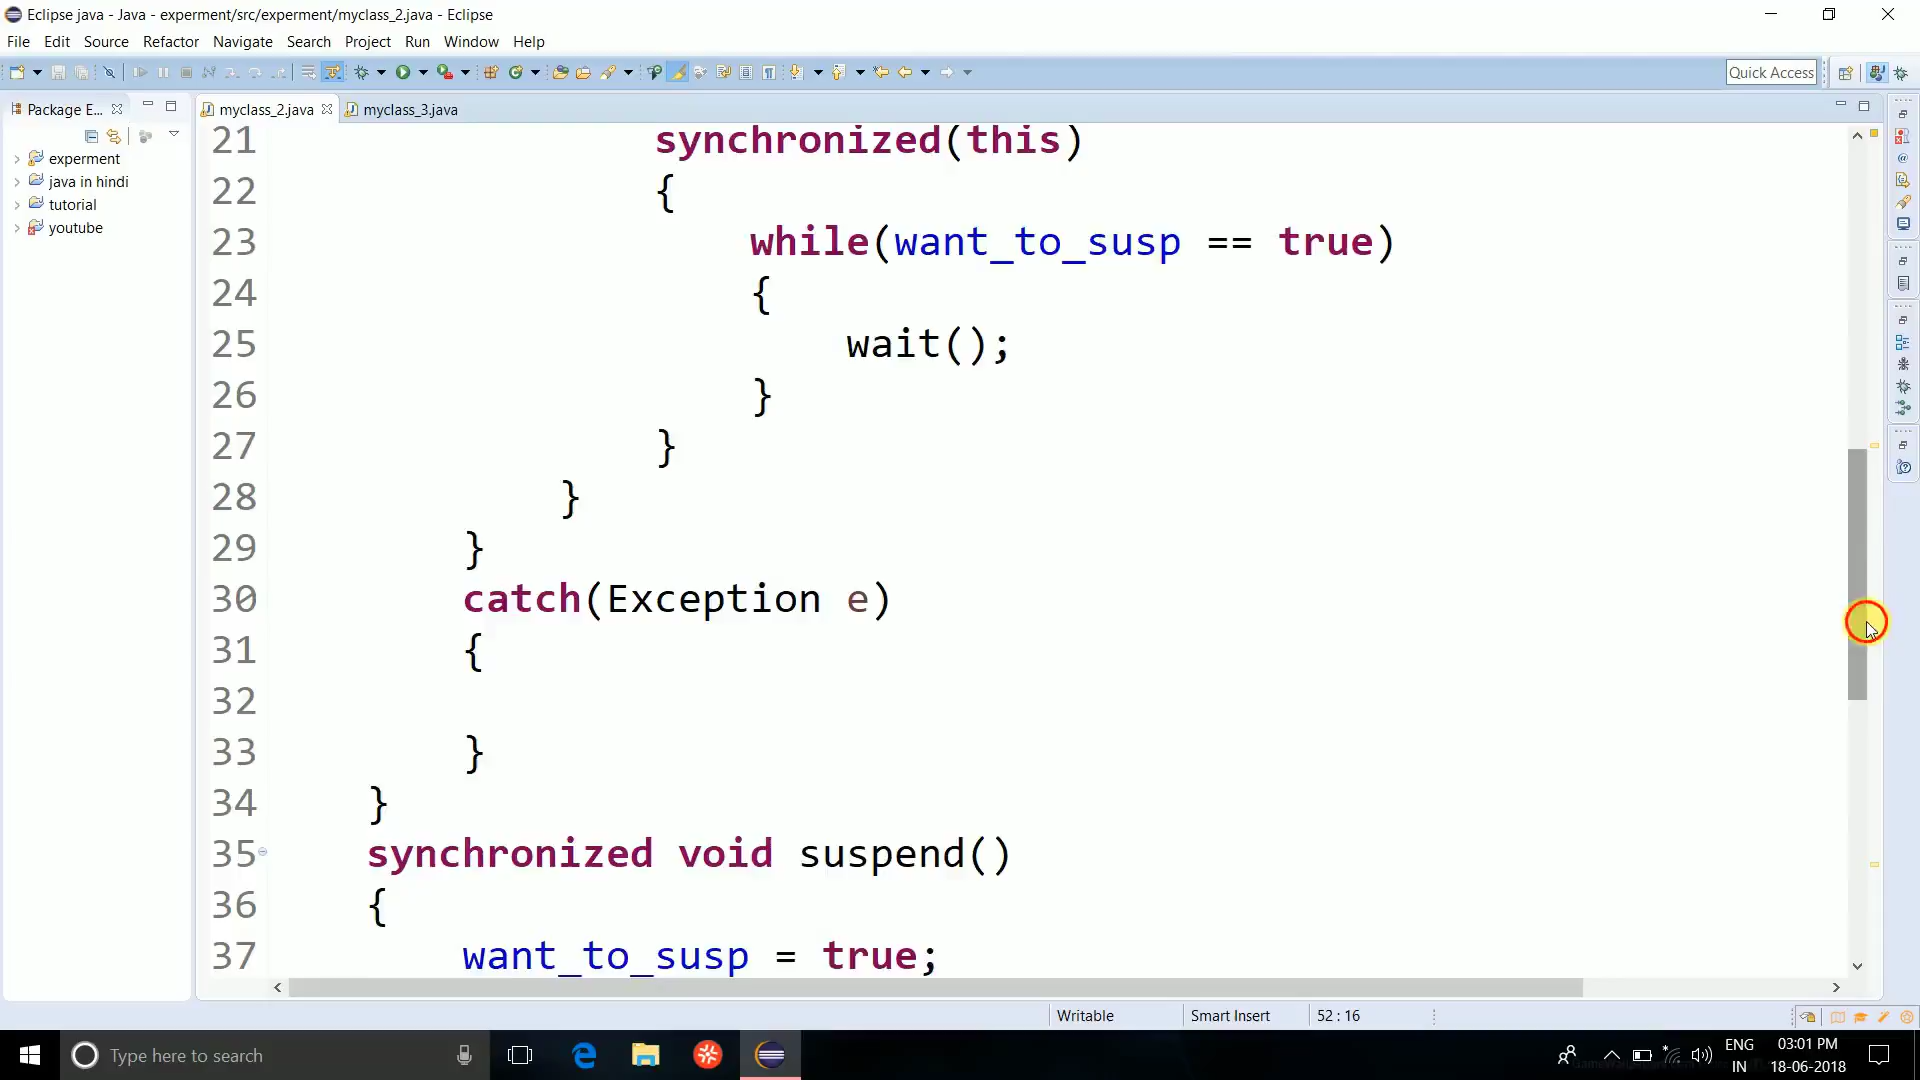 Eclipse java - Java - experment/src/experment/myclass_2.java - Eclipse
File Edit Source Refactor Navigate Search Project Run Window Help
Quick Access
Package E...
myclass_2.java
myclass_3.java
experment
java in hindi
tutorial
youtube
21 synchronized(this)
22 {
23 while(want_to_susp == true)
24 {
25 wait();
26 }
27 }
28 }
29 }
30 catch(Exception e)
31 {
32
33 }
34 }
35 synchronized void suspend()
36 {
37 want_to_susp = true;
Writable Smart Insert 52 : 16
Type here to search
ENG 03:01 PM
IN 18-06-2018